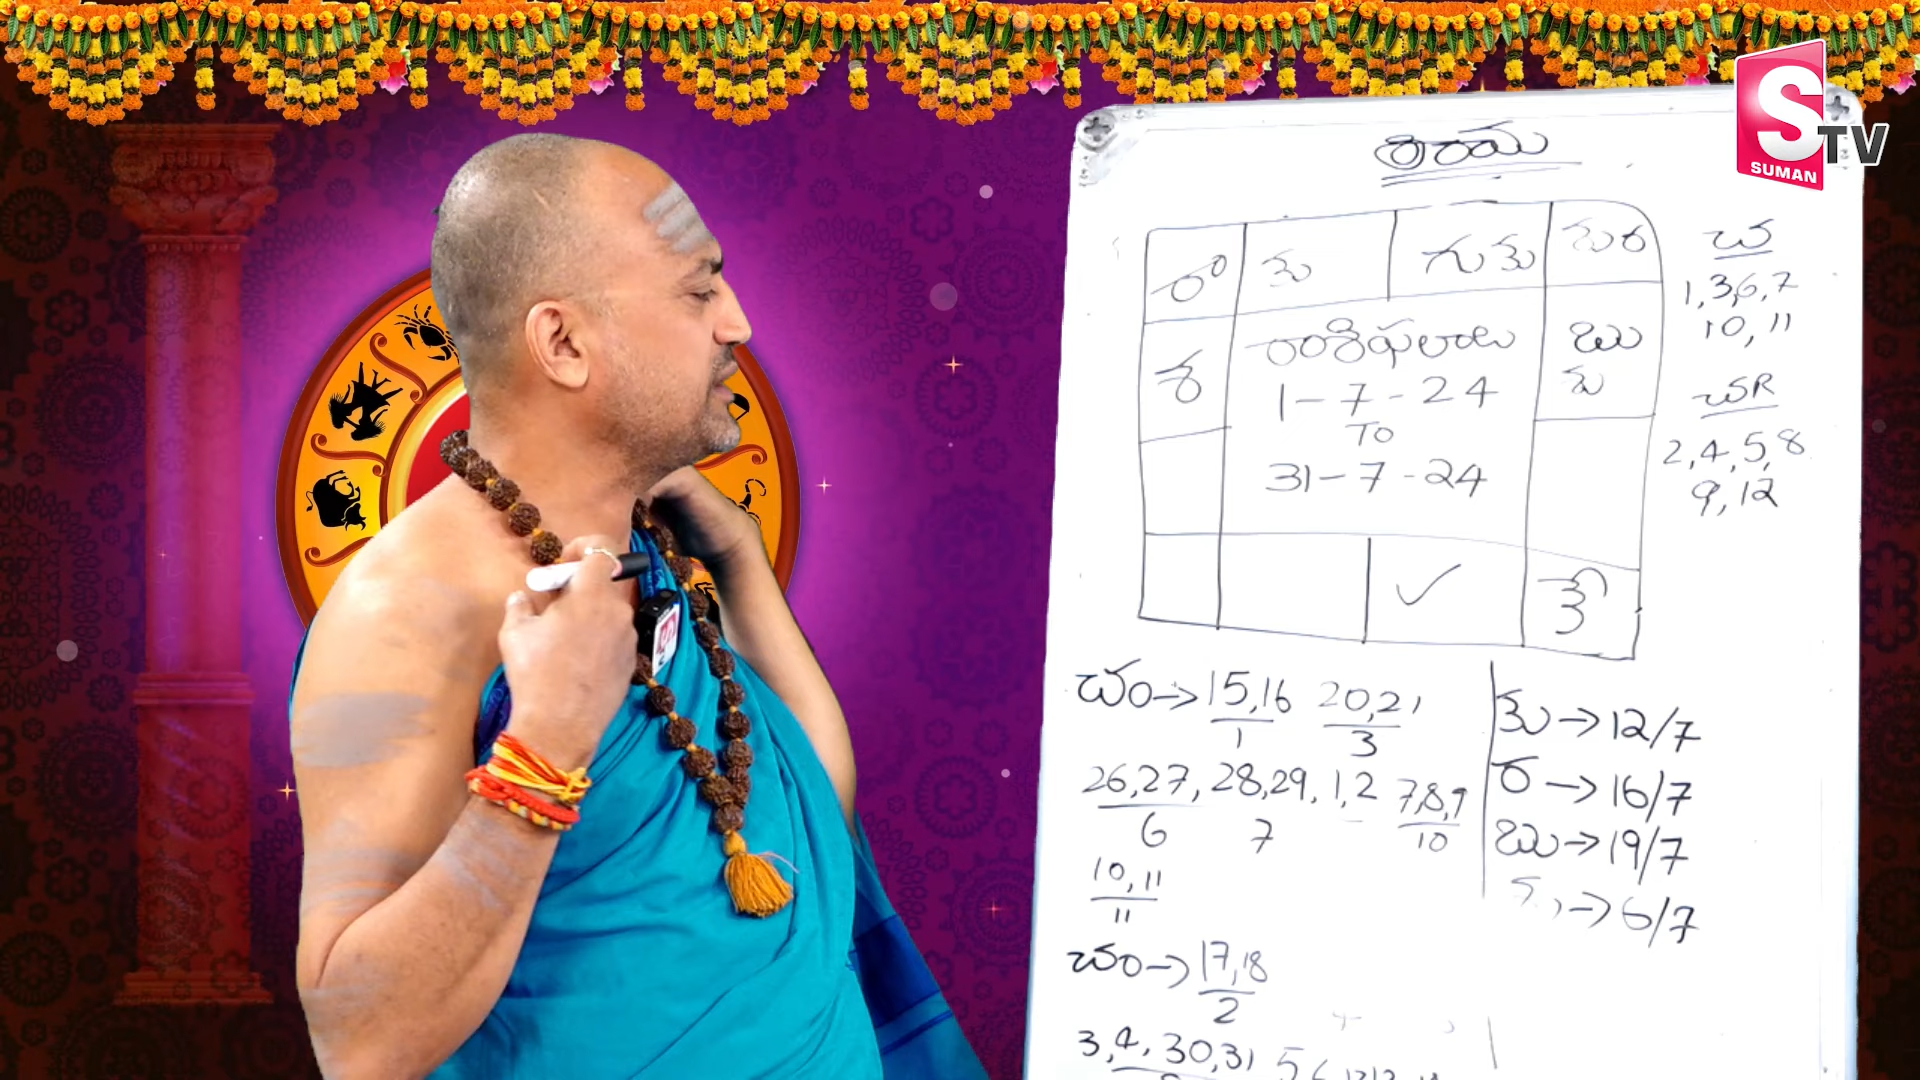 STV
SUMAN
శ్రీరామ
రా
కు
గు కు
శు ర
శ
రాశిఫలాలు
1-7-24
TO
31-7-24
బు
శు
✓
కే
చ
1,3,6,7
10,11
చR
2,4,5,8
9,12
చం→15,16 20,21
1 3
26,27, 28,29, 1,2 7,8,9
6 7 10
10,11
11
కు→12/7
ర→16/7
బు→19/7
→6/7
చం→17,18
2
3,4, 30,31